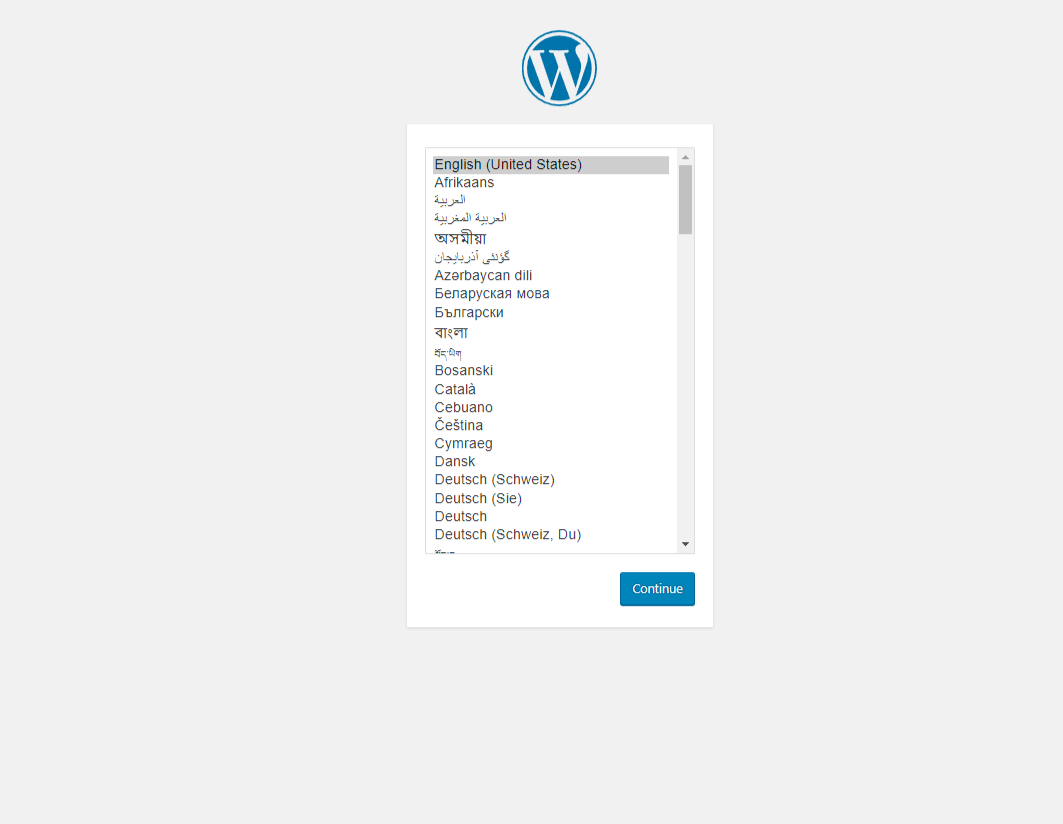 W
English (United States)
Afrikaans
العربية
العربية المغربية
অসমীয়া
گؤنئی آذربایجان
Azərbaycan dili
Беларуская мова
Български
বাংলা
བོད་ཡིག
Bosanski
Català
Cebuano
Čeština
Cymraeg
Dansk
Deutsch (Schweiz)
Deutsch (Sie)
Deutsch
Deutsch (Schweiz, Du)
Continue